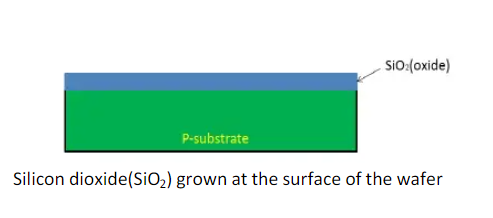 SiO₂(oxide)
P-substrate
Silicon dioxide(SiO₂) grown at the surface of the wafer